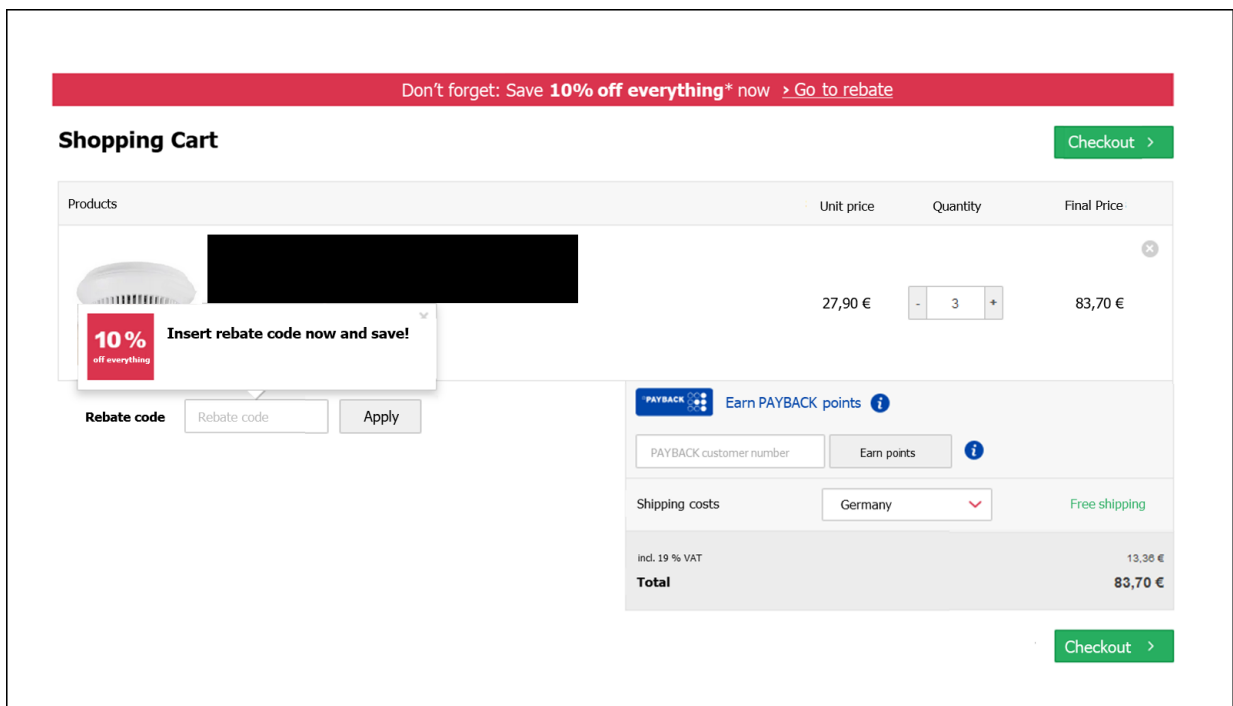 Don't forget: Save 10% off everything* now > Go to rebate
Shopping Cart
Checkout >
Products Unit price Quantity Final Price
27,90 € - 3 + 83,70 €
10% off everything
Insert rebate code now and save!
Rebate code Rebate code Apply
°PAYBACK Earn PAYBACK points i
PAYBACK customer number Earn points i
Shipping costs Germany Free shipping
incl. 19 % VAT 13,36 €
Total 83,70 €
Checkout >